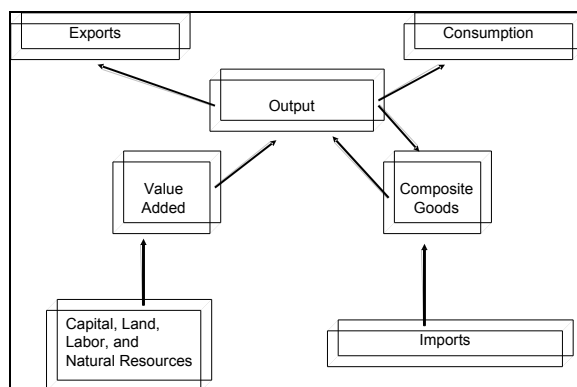 Exports
Consumption
Output
Value
Added
Composite
Goods
Capital, Land,
Labor, and
Natural Resources
Imports